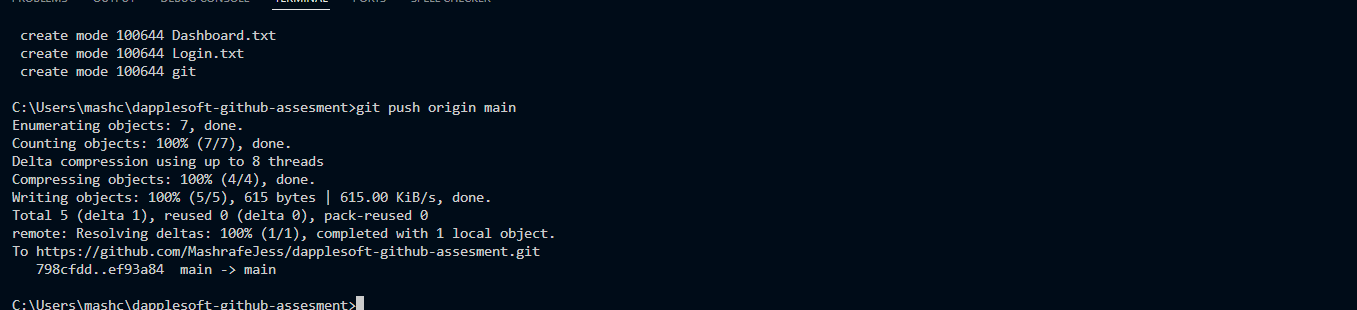 PROBLEMS OUTPUT DEBUG CONSOLE TERMINAL PORTS SPELL CHECKER
create mode 100644 Dashboard.txt
create mode 100644 Login.txt
create mode 100644 git
C:\Users\mashc\dapplesoft-github-assesment>git push origin main
Enumerating objects: 7, done.
Counting objects: 100% (7/7), done.
Delta compression using up to 8 threads
Compressing objects: 100% (4/4), done.
Writing objects: 100% (5/5), 615 bytes | 615.00 KiB/s, done.
Total 5 (delta 1), reused 0 (delta 0), pack-reused 0
remote: Resolving deltas: 100% (1/1), completed with 1 local object.
To https://github.com/MashrafeJess/dapplesoft-github-assesment.git
   798cfdd..ef93a84  main -> main
C:\Users\mashc\dapplesoft-github-assesment>